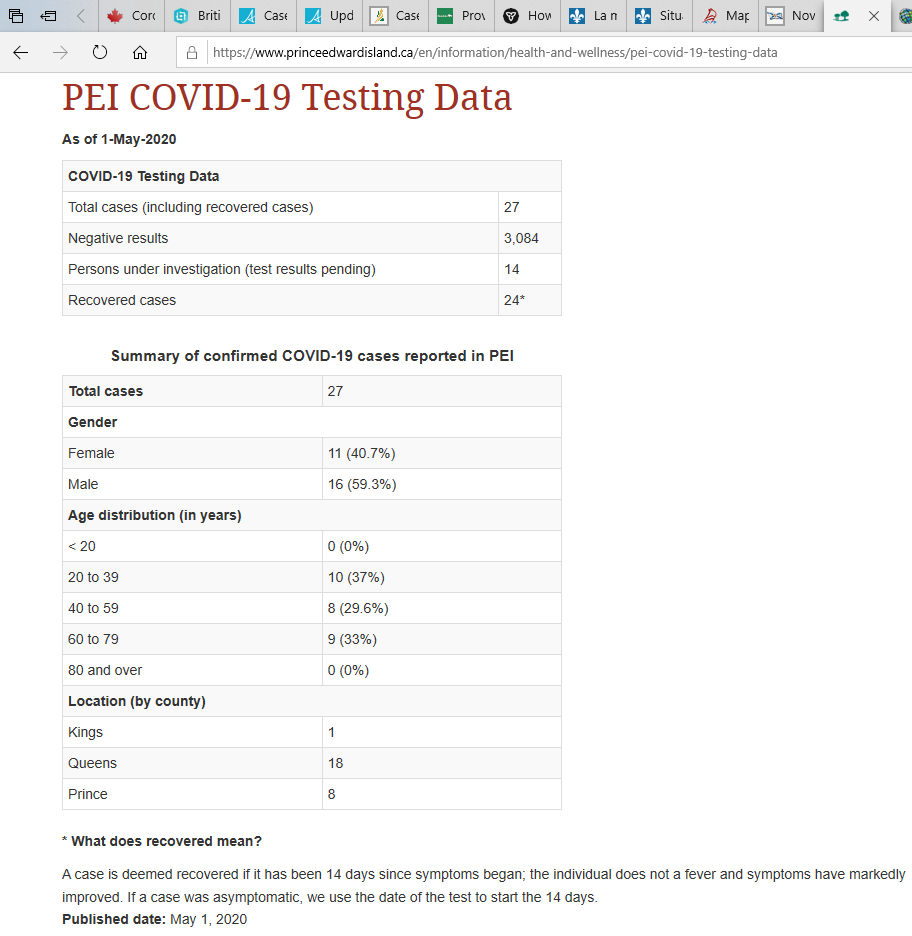 Corc
Briti
Case
Upd
Case
Prov
How
La n
Situ
Map
Nov
https://www.princeedwardisland.ca/en/information/health-and-wellness/pei-covid-19-testing-data
PEI COVID-19 Testing Data
As of 1-May-2020
COVID-19 Testing Data
Total cases (including recovered cases) 27
Negative results 3,084
Persons under investigation (test results pending) 14
Recovered cases 24*
Summary of confirmed COVID-19 cases reported in PEI
Total cases 27
Gender
Female 11 (40.7%)
Male 16 (59.3%)
Age distribution (in years)
< 20 0 (0%)
20 to 39 10 (37%)
40 to 59 8 (29.6%)
60 to 79 9 (33%)
80 and over 0 (0%)
Location (by county)
Kings 1
Queens 18
Prince 8
* What does recovered mean?
A case is deemed recovered if it has been 14 days since symptoms began; the individual does not a fever and symptoms have markedly
improved. If a case was asymptomatic, we use the date of the test to start the 14 days.
Published date: May 1, 2020